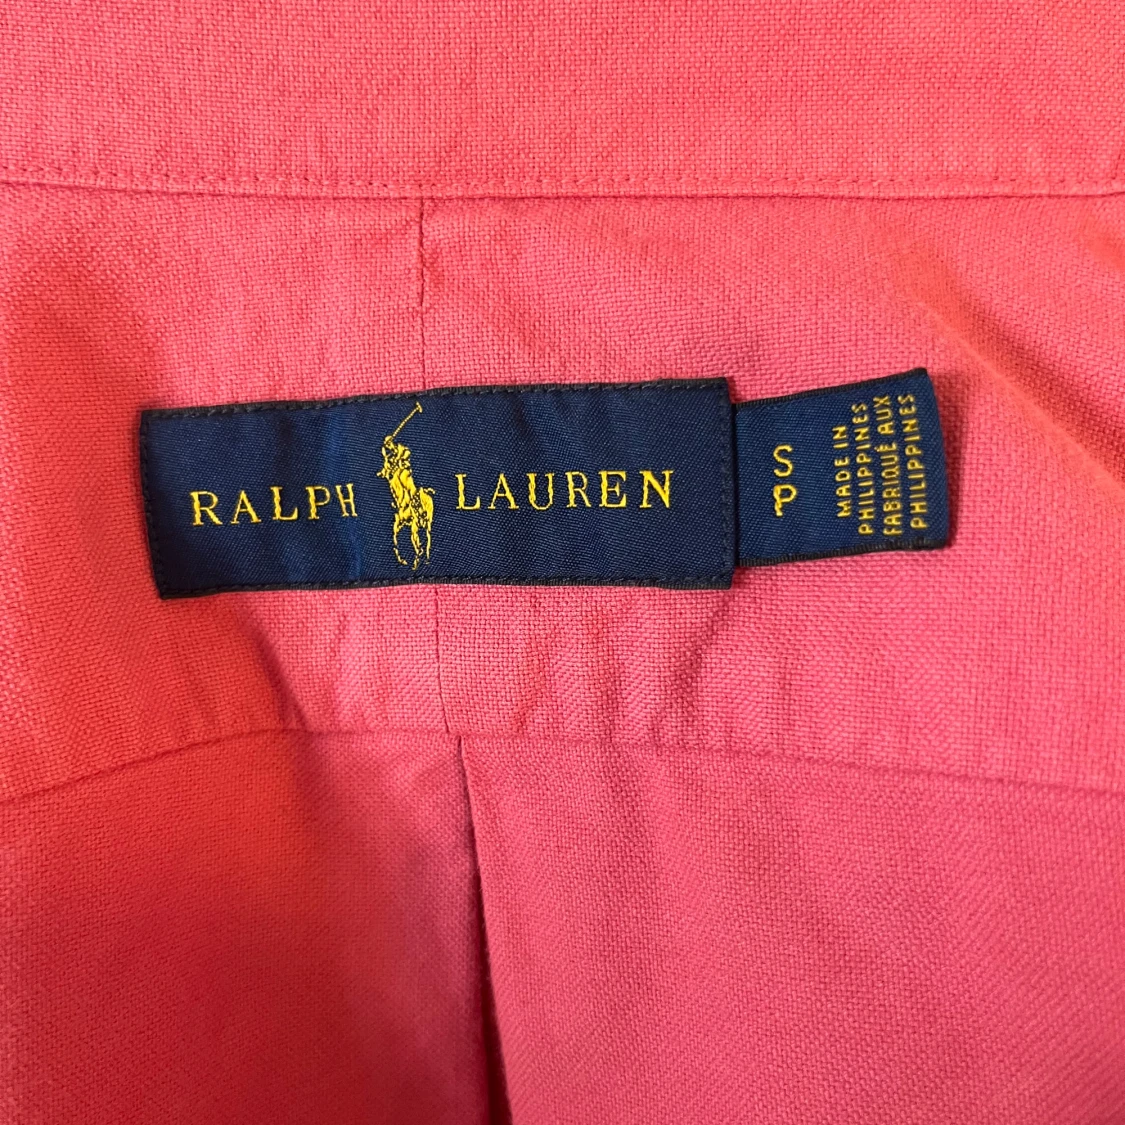 RALPH LAUREN
S
P
MADE IN
PHILIPPINES
FABRIQUÉ AUX
PHILIPPINES